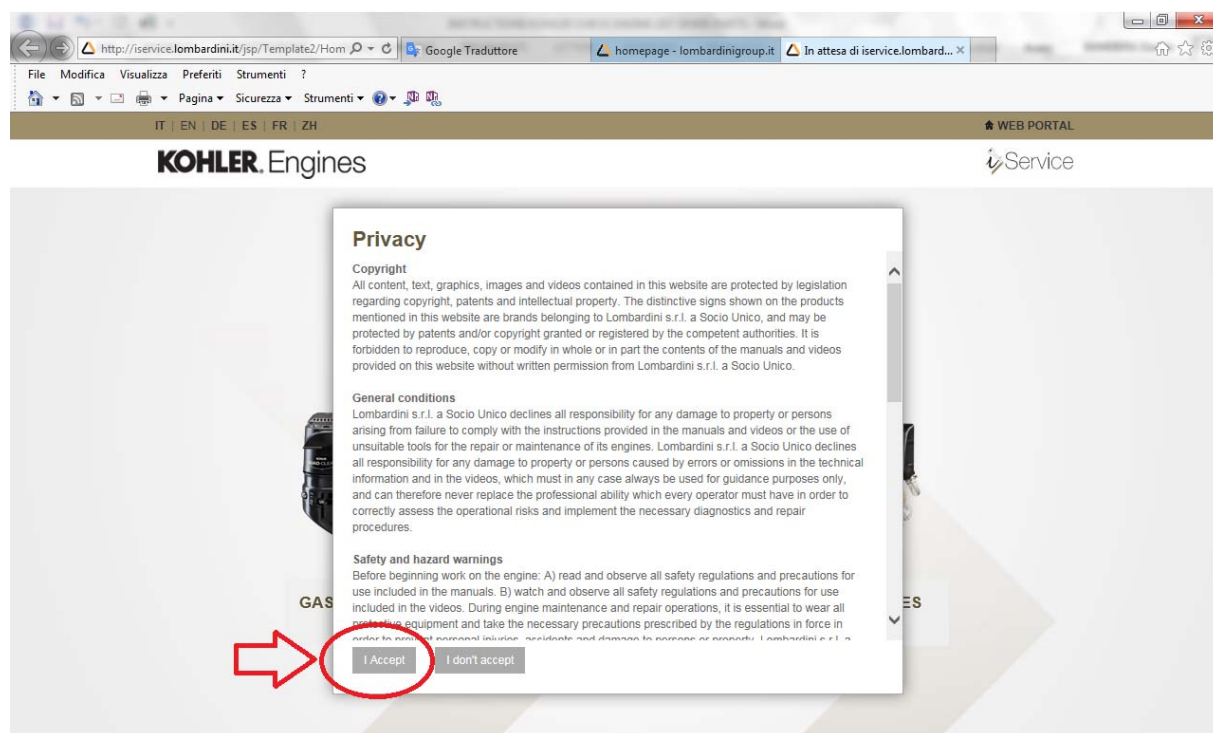 http://iservice.lombardini.it/jsp/Template2/Hom
Google Traduttore
homepage - lombardinigroup.it
In attesa di iservice.lombard...
File Modifica Visualizza Preferiti Strumenti ?
Pagina Sicurezza Strumenti
IT | EN | DE | ES | FR | ZH
WEB PORTAL
KOHLER. Engines
iService
Privacy
Copyright
All content, text, graphics, images and videos contained in this website are protected by legislation
regarding copyright, patents and intellectual property. The distinctive signs shown on the products
mentioned in this website are brands belonging to Lombardini s.r.l. a Socio Unico, and may be
protected by patents and/or copyright granted or registered by the competent authorities. It is
forbidden to reproduce, copy or modify in whole or in part the contents of the manuals and videos
provided on this website without written permission from Lombardini s.r.l. a Socio Unico.
General conditions
Lombardini s.r.l. a Socio Unico declines all responsibility for any damage to property or persons
arising from failure to comply with the instructions provided in the manuals and videos or the use of
unsuitable tools for the repair or maintenance of its engines. Lombardini s.r.l. a Socio Unico declines
all responsibility for any damage to property or persons caused by errors or omissions in the technical
information and in the videos, which must in any case always be used for guidance purposes only,
and can therefore never replace the professional ability which every operator must have in order to
correctly assess the operational risks and implement the necessary diagnostics and repair
procedures.
Safety and hazard warnings
Before beginning work on the engine: A) read and observe all safety regulations and precautions for
use included in the manuals. B) watch and observe all safety regulations and precautions for use
included in the videos. During engine maintenance and repair operations, it is essential to wear all
protective equipment and take the necessary precautions prescribed by the regulations in force in
order to prevent personal injuries, accidents and damage to persons or property. Lombardini s.r.l. a
GAS
ES
I Accept
I don't accept